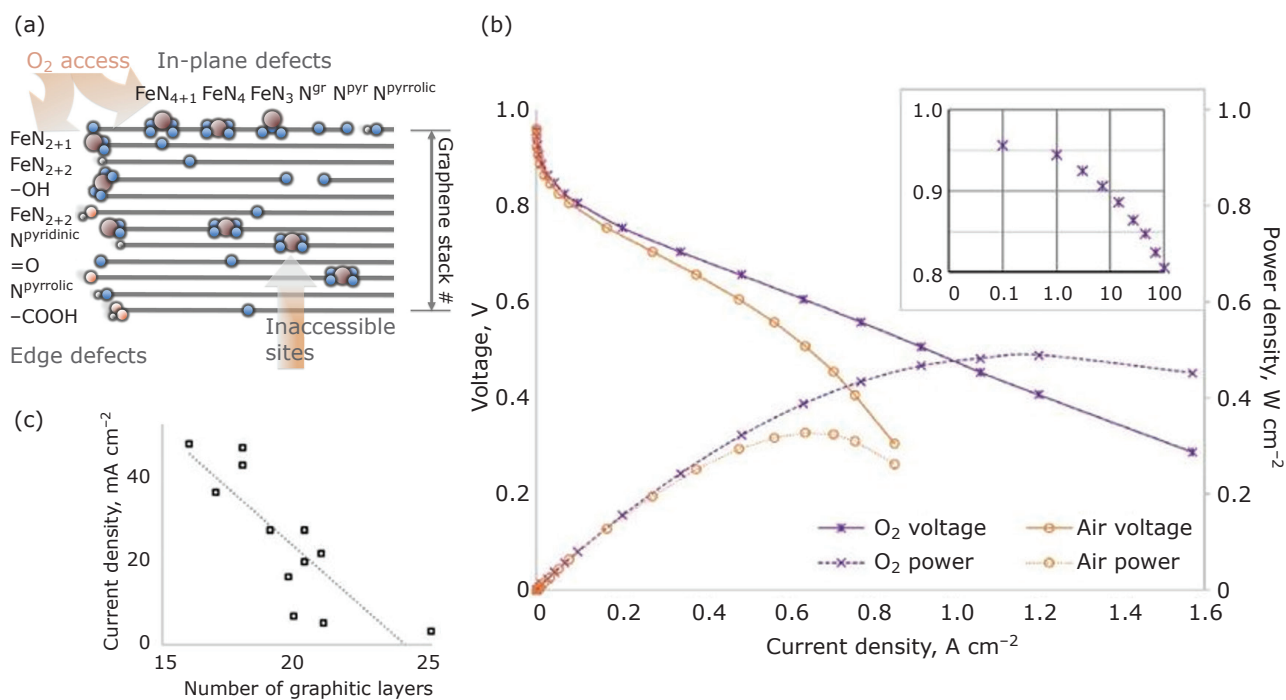 (a)
O₂ access
In-plane defects
FeN₄₊₁ FeN₄ FeN₃ Nᵍʳ Nᵖʸʳ Nᵖʸʳʳᵒˡⁱᶜ
FeN₂₊₁
FeN₂₊₂
–OH
FeN₂₊₂
Nᵖʸʳⁱᵈⁱⁿⁱᶜ
=O
Nᵖʸʳʳᵒˡⁱᶜ
–COOH
Edge defects
Inaccessible
sites
Graphene stack #
(b)
Voltage, V
1.0
0.8
0.6
0.4
0.2
0
1.0
0.9
0.8
0 0.1 1.0 10 100
1.0
0.8
0.6
0.4
0.2
0
Power density, W cm⁻²
O₂ voltage
Air voltage
O₂ power
Air power
0 0.2 0.4 0.6 0.8 1.0 1.2 1.4 1.6
Current density, A cm⁻²
(c)
Current density, mA cm⁻²
40
20
0
15 20 25
Number of graphitic layers